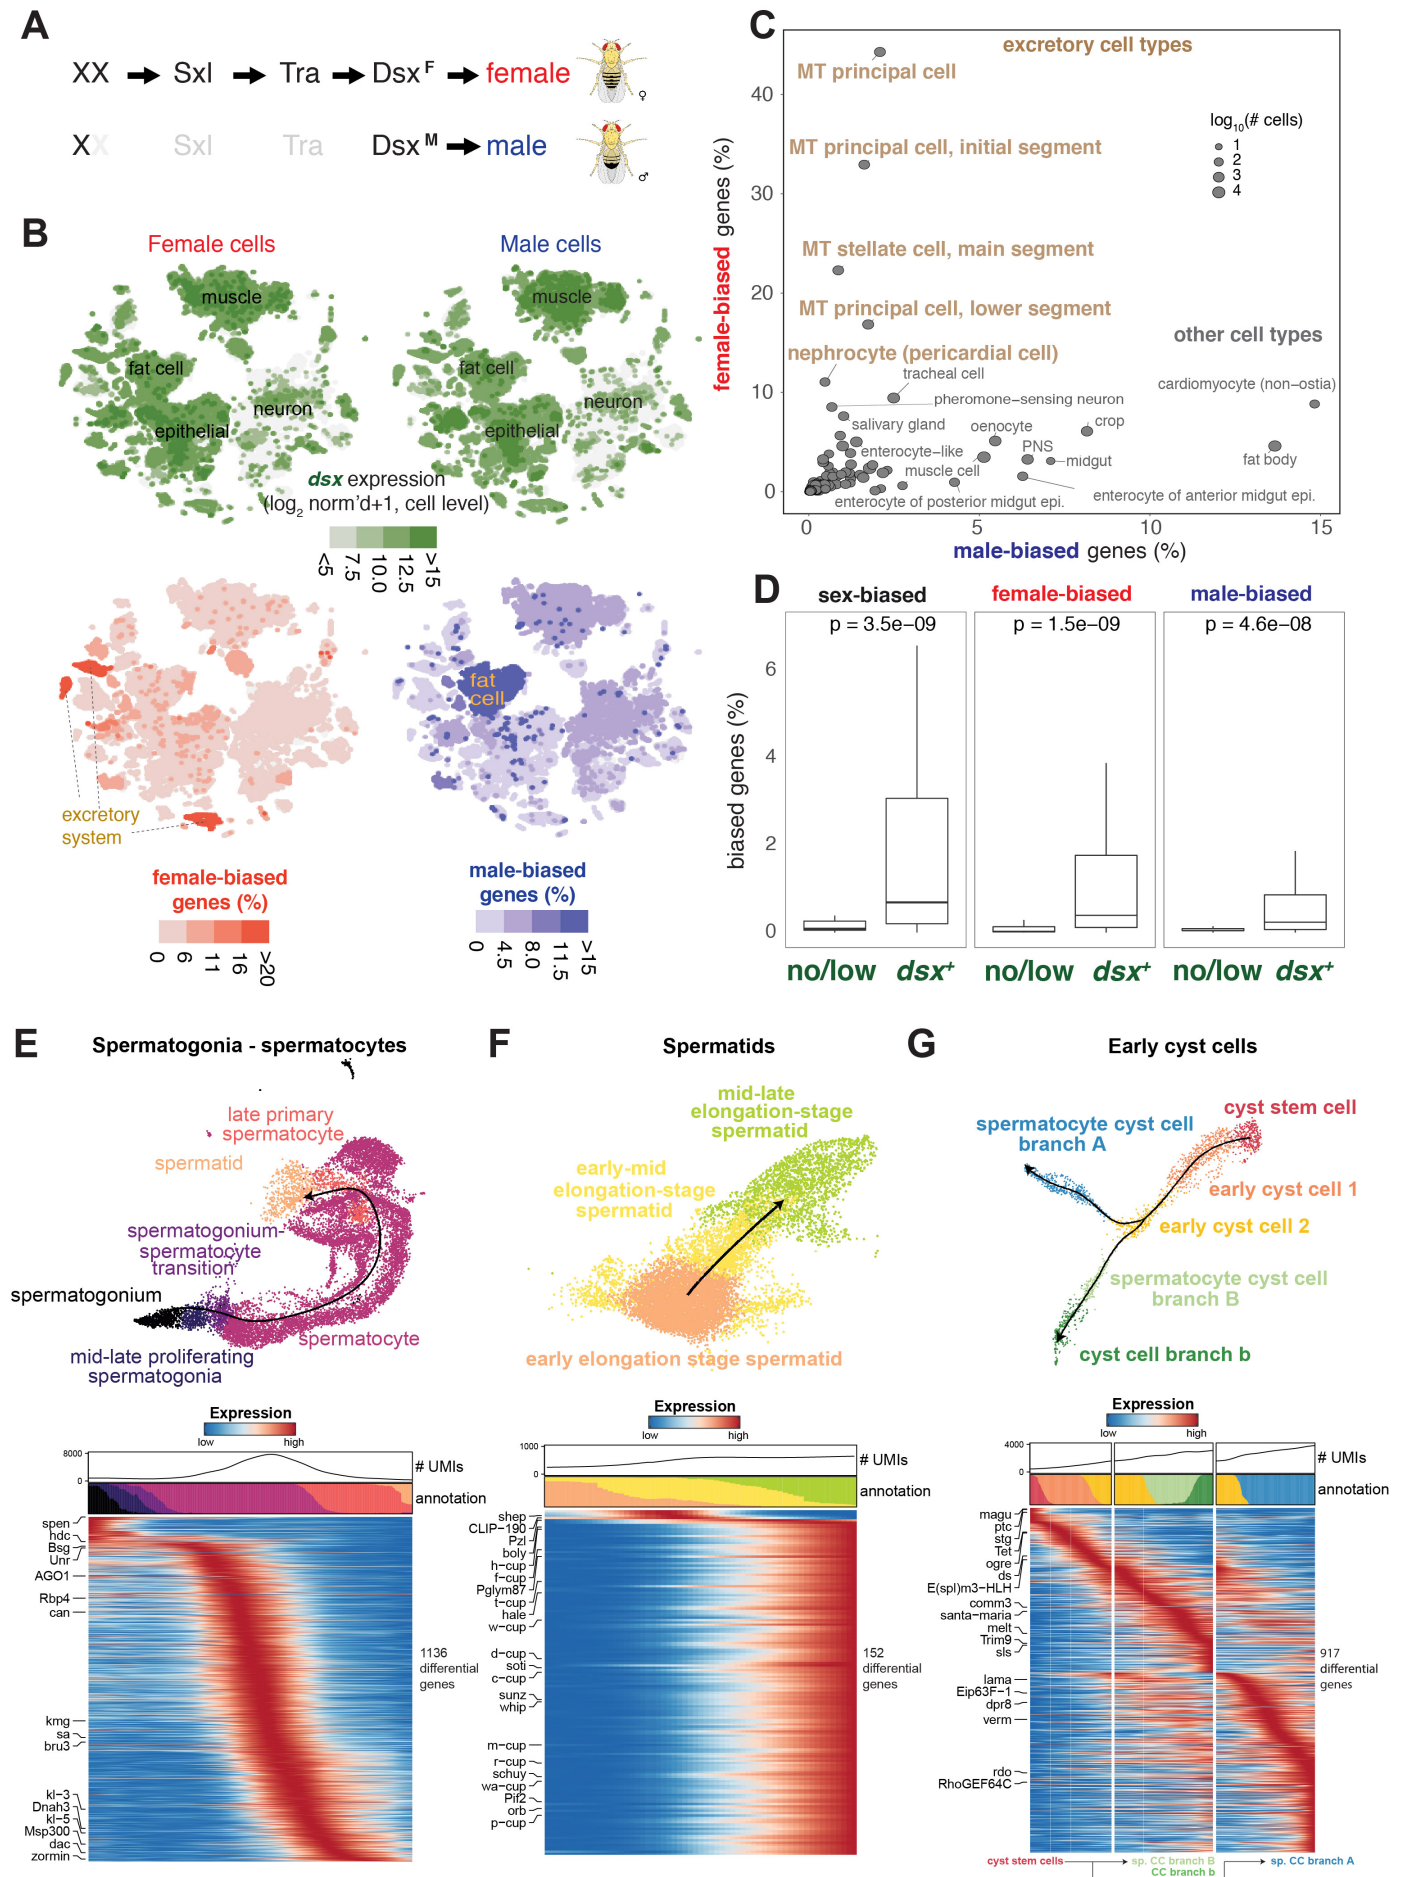 A
XX Sxl Tra Dsx F female
♀
XX Sxl Tra Dsx M male
♂
B
Female cells
Male cells
muscle
fat cell
neuron
epithelial
muscle
fat cell
neuron
epithelial
dsx expression
(log2 norm'd+1, cell level)
<5
7.5
10.0
12.5
>15
excretory
system
fat
cell
female-biased
genes (%)
0
6
11
16
>20
male-biased
genes (%)
0
4.5
8.0
11.5
>15
C
female-biased genes (%)
40
30
20
10
0
excretory cell types
MT principal cell
log10(# cells)
1
2
3
4
MT principal cell, initial segment
MT stellate cell, main segment
MT principal cell, lower segment
other cell types
nephrocyte (pericardial cell)
tracheal cell
cardiomyocyte (non-ostia)
pheromone-sensing neuron
salivary gland
oenocyte
crop
enterocyte-like
PNS
muscle cell
midgut
fat body
enterocyte of posterior midgut epi.
enterocyte of anterior midgut epi.
0 5 10 15
male-biased genes (%)
D
sex-biased
female-biased
male-biased
p = 3.5e-09
p = 1.5e-09
p = 4.6e-08
biased genes (%)
6
4
2
0
no/low dsx+
no/low dsx+
no/low dsx+
E
Spermatogonia - spermatocytes
late primary
spermatocyte
spermatid
spermatogonium-
spermatocyte
transition
spermatogonium
spermatocyte
mid-late proliferating
spermatogonia
Expression
low high
8000
0
# UMIs
annotation
spen
hdc
Bsg
Unr
AGO1
Rbp4
can
kmg
sa
bru3
kl-3
Dnah3
kl-5
Msp300
dac
zormin
1136
differential
genes
F
Spermatids
mid-late
elongation-stage
spermatid
early-mid
elongation-stage
spermatid
early elongation stage spermatid
Expression
low high
1000
0
# UMIs
annotation
shep
CLIP-190
Pzl
boly
h-cup
f-cup
Pglym87
t-cup
hale
w-cup
d-cup
soti
c-cup
sunz
whip
m-cup
r-cup
schuy
wa-cup
Pif2
orb
p-cup
152
differential
genes
G
Early cyst cells
cyst stem cell
spermatocyte cyst cell
branch A
early cyst cell 1
early cyst cell 2
spermatocyte cyst cell
branch B
cyst cell branch b
Expression
low high
4000
0
# UMIs
annotation
magu
ptc
stg
Tet
ogre
ds
E(spl)m3-HLH
comm3
santa-maria
melt
Trim9
sls
lama
Eip63F-1
dpr8
verm
rdo
RhoGEF64C
917
differential
genes
cyst stem cells
sp. CC branch B
CC branch b
sp. CC branch A